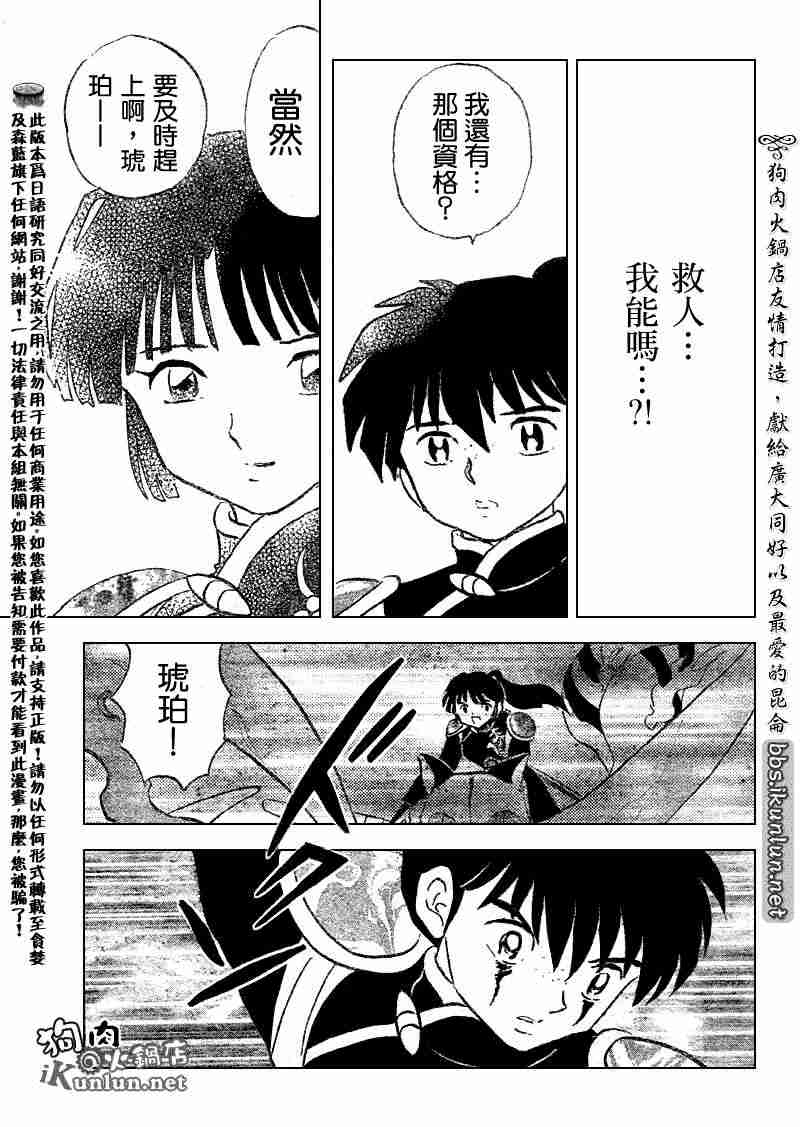 救人…
我能嗎…?!
我還有…
那個資格?
當然
要及時趕
上啊，琥
珀——
琥珀！
狗肉火鍋店友情打造，獻給廣大同好以及最愛的昆侖
bbs.ikunlun.net
此版本爲日語研究同好交流之用，請勿用于任何商業用途。如您喜歡此作品，請支持正版！請勿以任何形式轉載至貪婪
及森藍旗下任何網站，謝謝！一切法律責任與本組無關。如果您被告知需要付款才能看到此漫畫，那麽，您被騙了！
狗肉
火鍋店
iKunlun.net